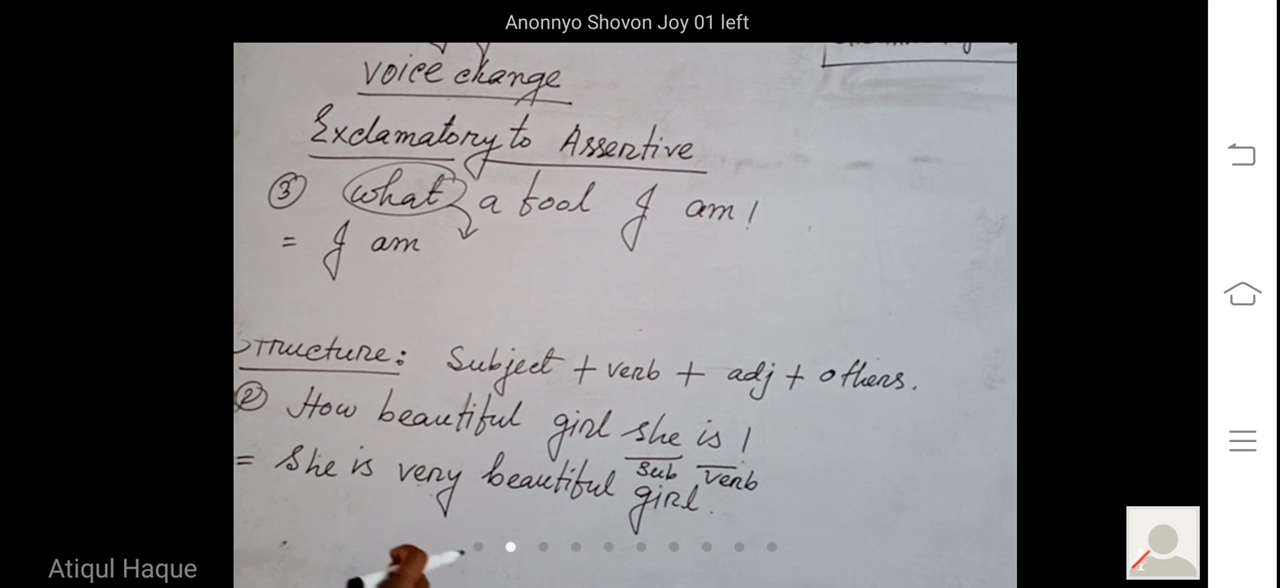 Anonnyo Shovon Joy 01 left
voice change
Exclamatory to Assertive
③ what a fool I am!
= I am
Structure: Subject + verb + adj + others.
② How beautiful girl she is!
sub verb
= She is very beautiful girl.
Atiqul Haque